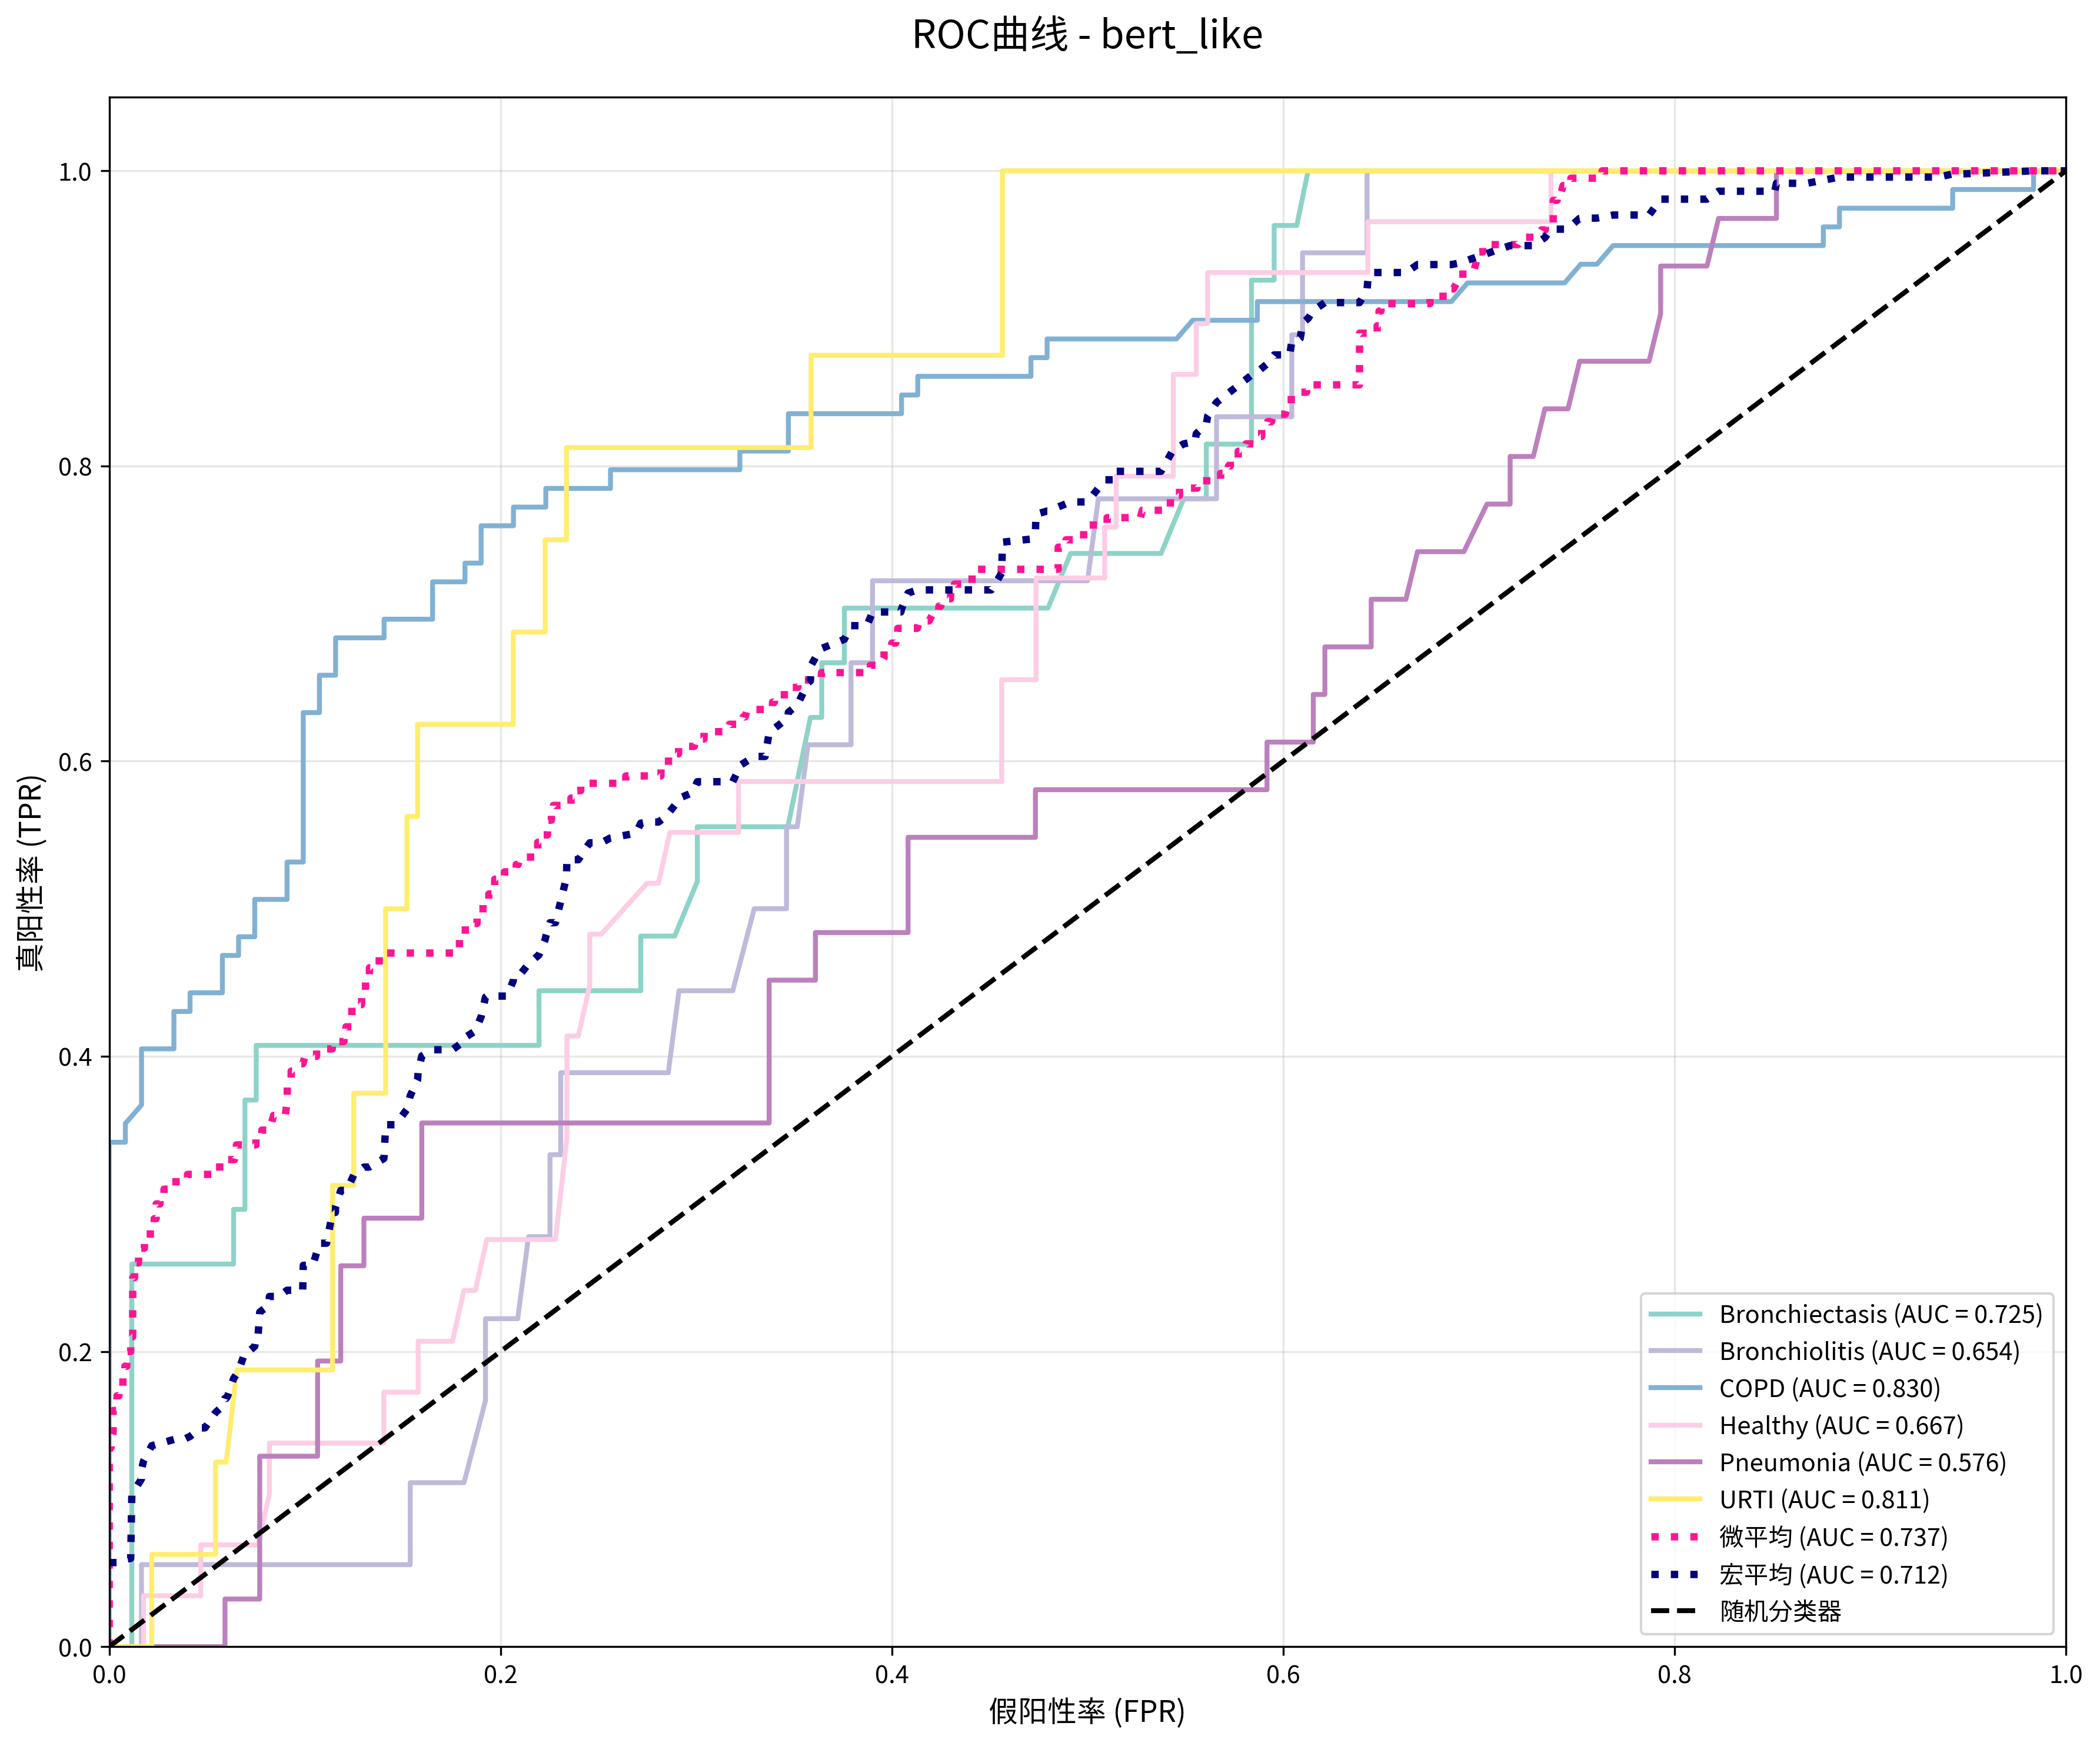 ROC曲线 - bert_like
真阳性率 (TPR)
1.0
0.8
0.6
0.4
0.2
0.0
0.0 0.2 0.4 0.6 0.8 1.0
假阳性率 (FPR)
Bronchiectasis (AUC = 0.725)
Bronchiolitis (AUC = 0.654)
COPD (AUC = 0.830)
Healthy (AUC = 0.667)
Pneumonia (AUC = 0.576)
URTI (AUC = 0.811)
微平均 (AUC = 0.737)
宏平均 (AUC = 0.712)
随机分类器